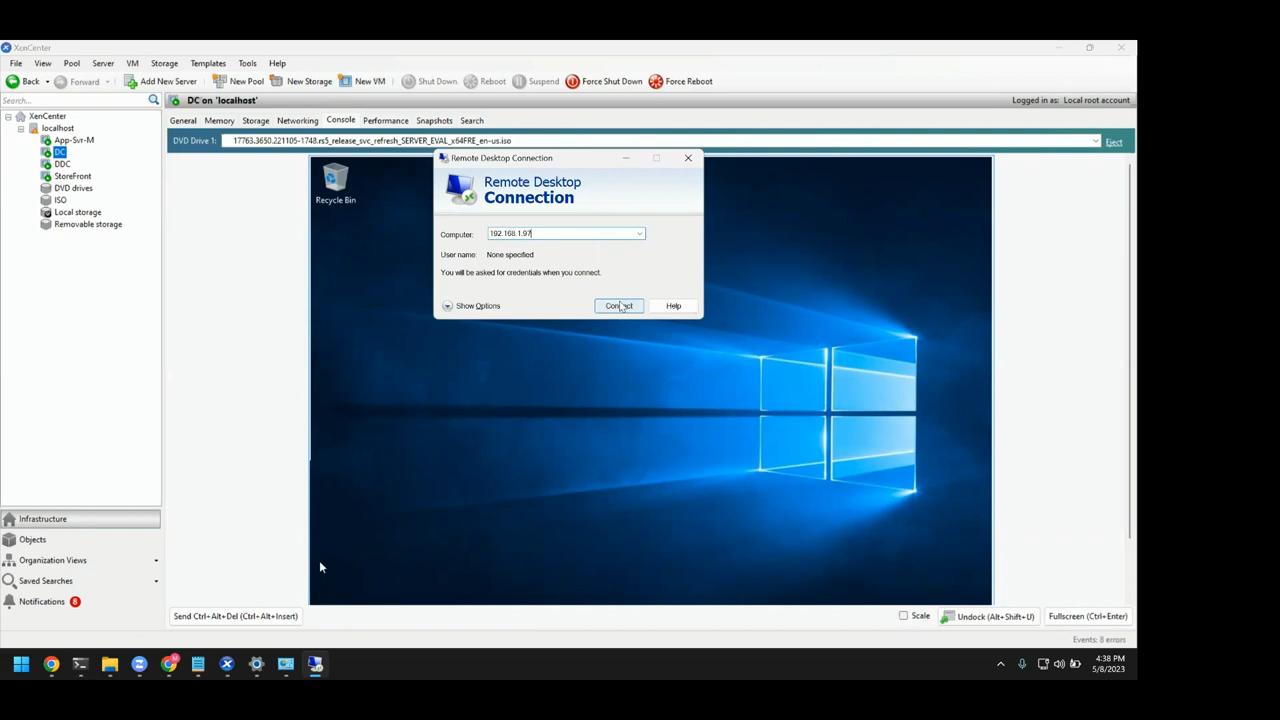 XenCenter
File View Pool Server VM Storage Templates Tools Help
Back Forward Add New Server New Pool New Storage New VM Shut Down Reboot Suspend Force Shut Down Force Reboot
Search...
DC on 'localhost' Logged in as: Local root account
XenCenter
localhost
App-Svr-M
DC
DDC
StoreFront
DVD drives
ISO
Local storage
Removable storage
General Memory Storage Networking Console Performance Snapshots Search
DVD Drive 1: 17763.3650.221105-1748.rs5_release_svc_refresh_SERVER_EVAL_x64FRE_en-us.iso Eject
Recycle Bin
Remote Desktop Connection
Remote Desktop
Connection
Computer: 192.168.1.97
User name: None specified
You will be asked for credentials when you connect.
Show Options Connect Help
Infrastructure
Objects
Organization Views
Saved Searches
Notifications 8
Send Ctrl+Alt+Del (Ctrl+Alt+Insert) Scale Undock (Alt+Shift+U) Fullscreen (Ctrl+Enter)
Events: 8 errors
4:38 PM
5/8/2023